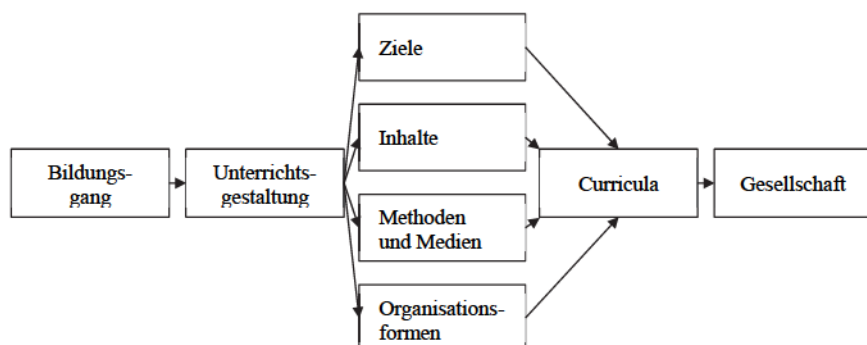 Ziele
Inhalte
Bildungs-
gang
Unterrichts-
gestaltung
Methoden
und Medien
Organisations-
formen
Curricula
Gesellschaft